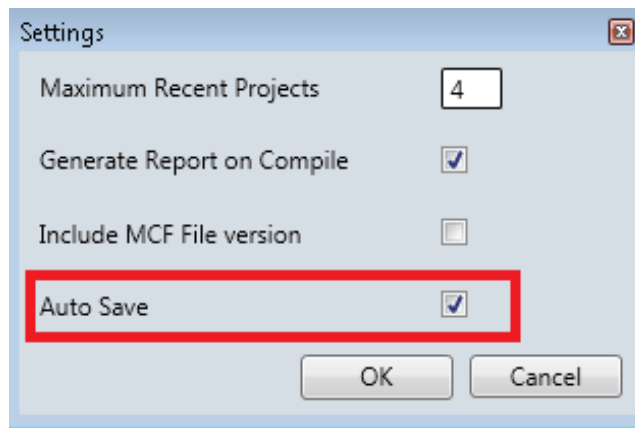 Settings
Maximum Recent Projects 4
Generate Report on Compile
Include MCF File version
Auto Save
OK Cancel